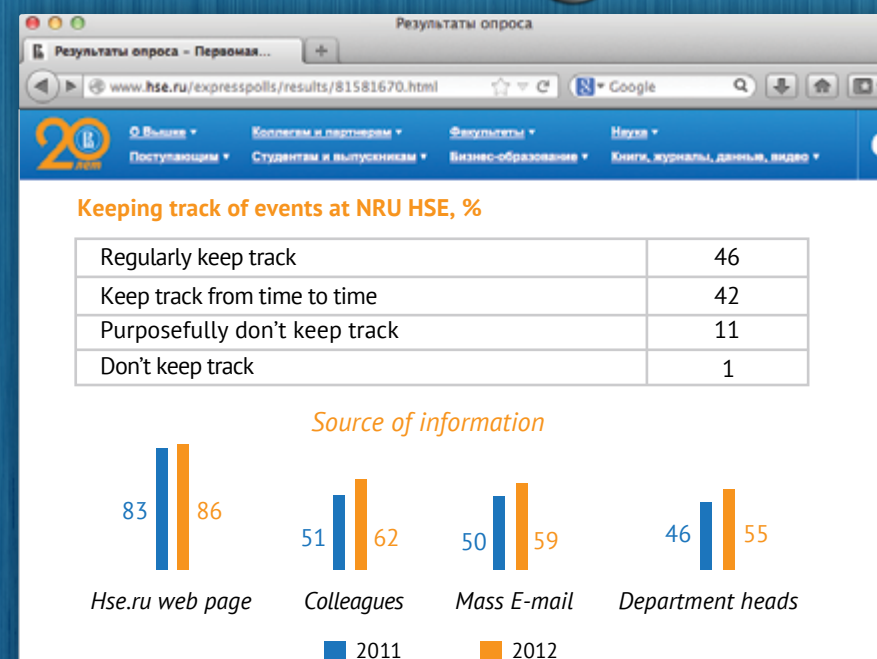 Результаты опроса
Результаты опроса – Первомая...
www.hse.ru/expresspolls/results/81581670.html
Google
20 лет
О Вышке Коллегам и партнерам Факультеты Наука
Поступающим Студентам и выпускникам Бизнес-образование Книги, журналы, данные, видео
Keeping track of events at NRU HSE, %
Regularly keep track 46
Keep track from time to time 42
Purposefully don't keep track 11
Don't keep track 1
Source of information
83 86 51 62 50 59 46 55
Hse.ru web page Colleagues Mass E-mail Department heads
2011 2012